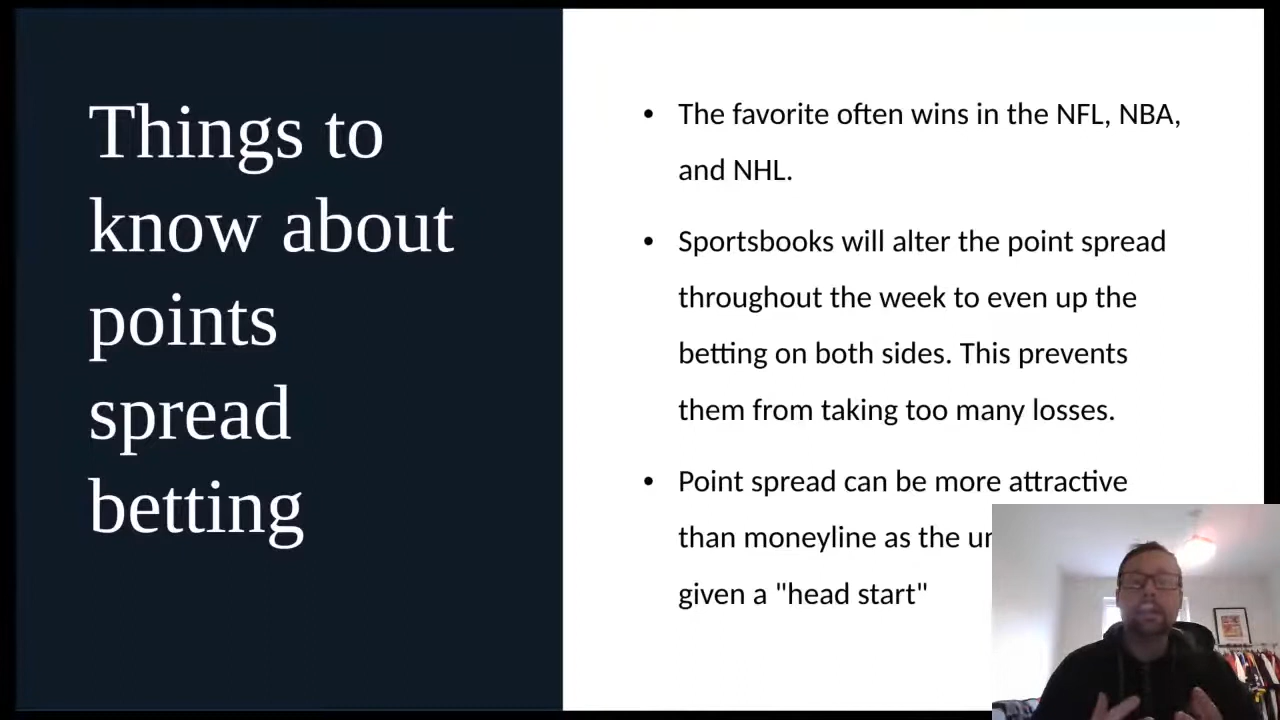 Things to
know about
points
spread
betting
• The favorite often wins in the NFL, NBA,
and NHL.
• Sportsbooks will alter the point spread
throughout the week to even up the
betting on both sides. This prevents
them from taking too many losses.
• Point spread can be more attractive
than moneyline as the
given a "head start"